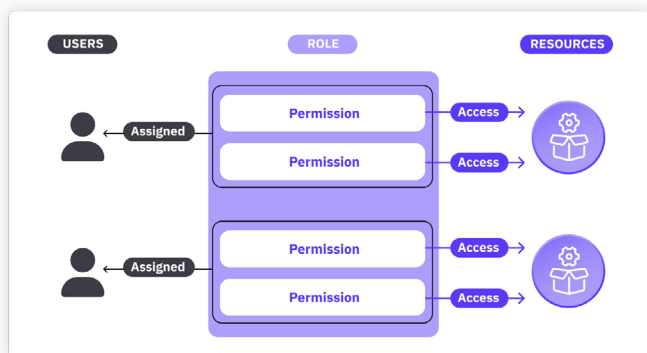 USERS
ROLE
RESOURCES
Permission
Access
Assigned
Permission
Access
Permission
Access
Assigned
Permission
Access